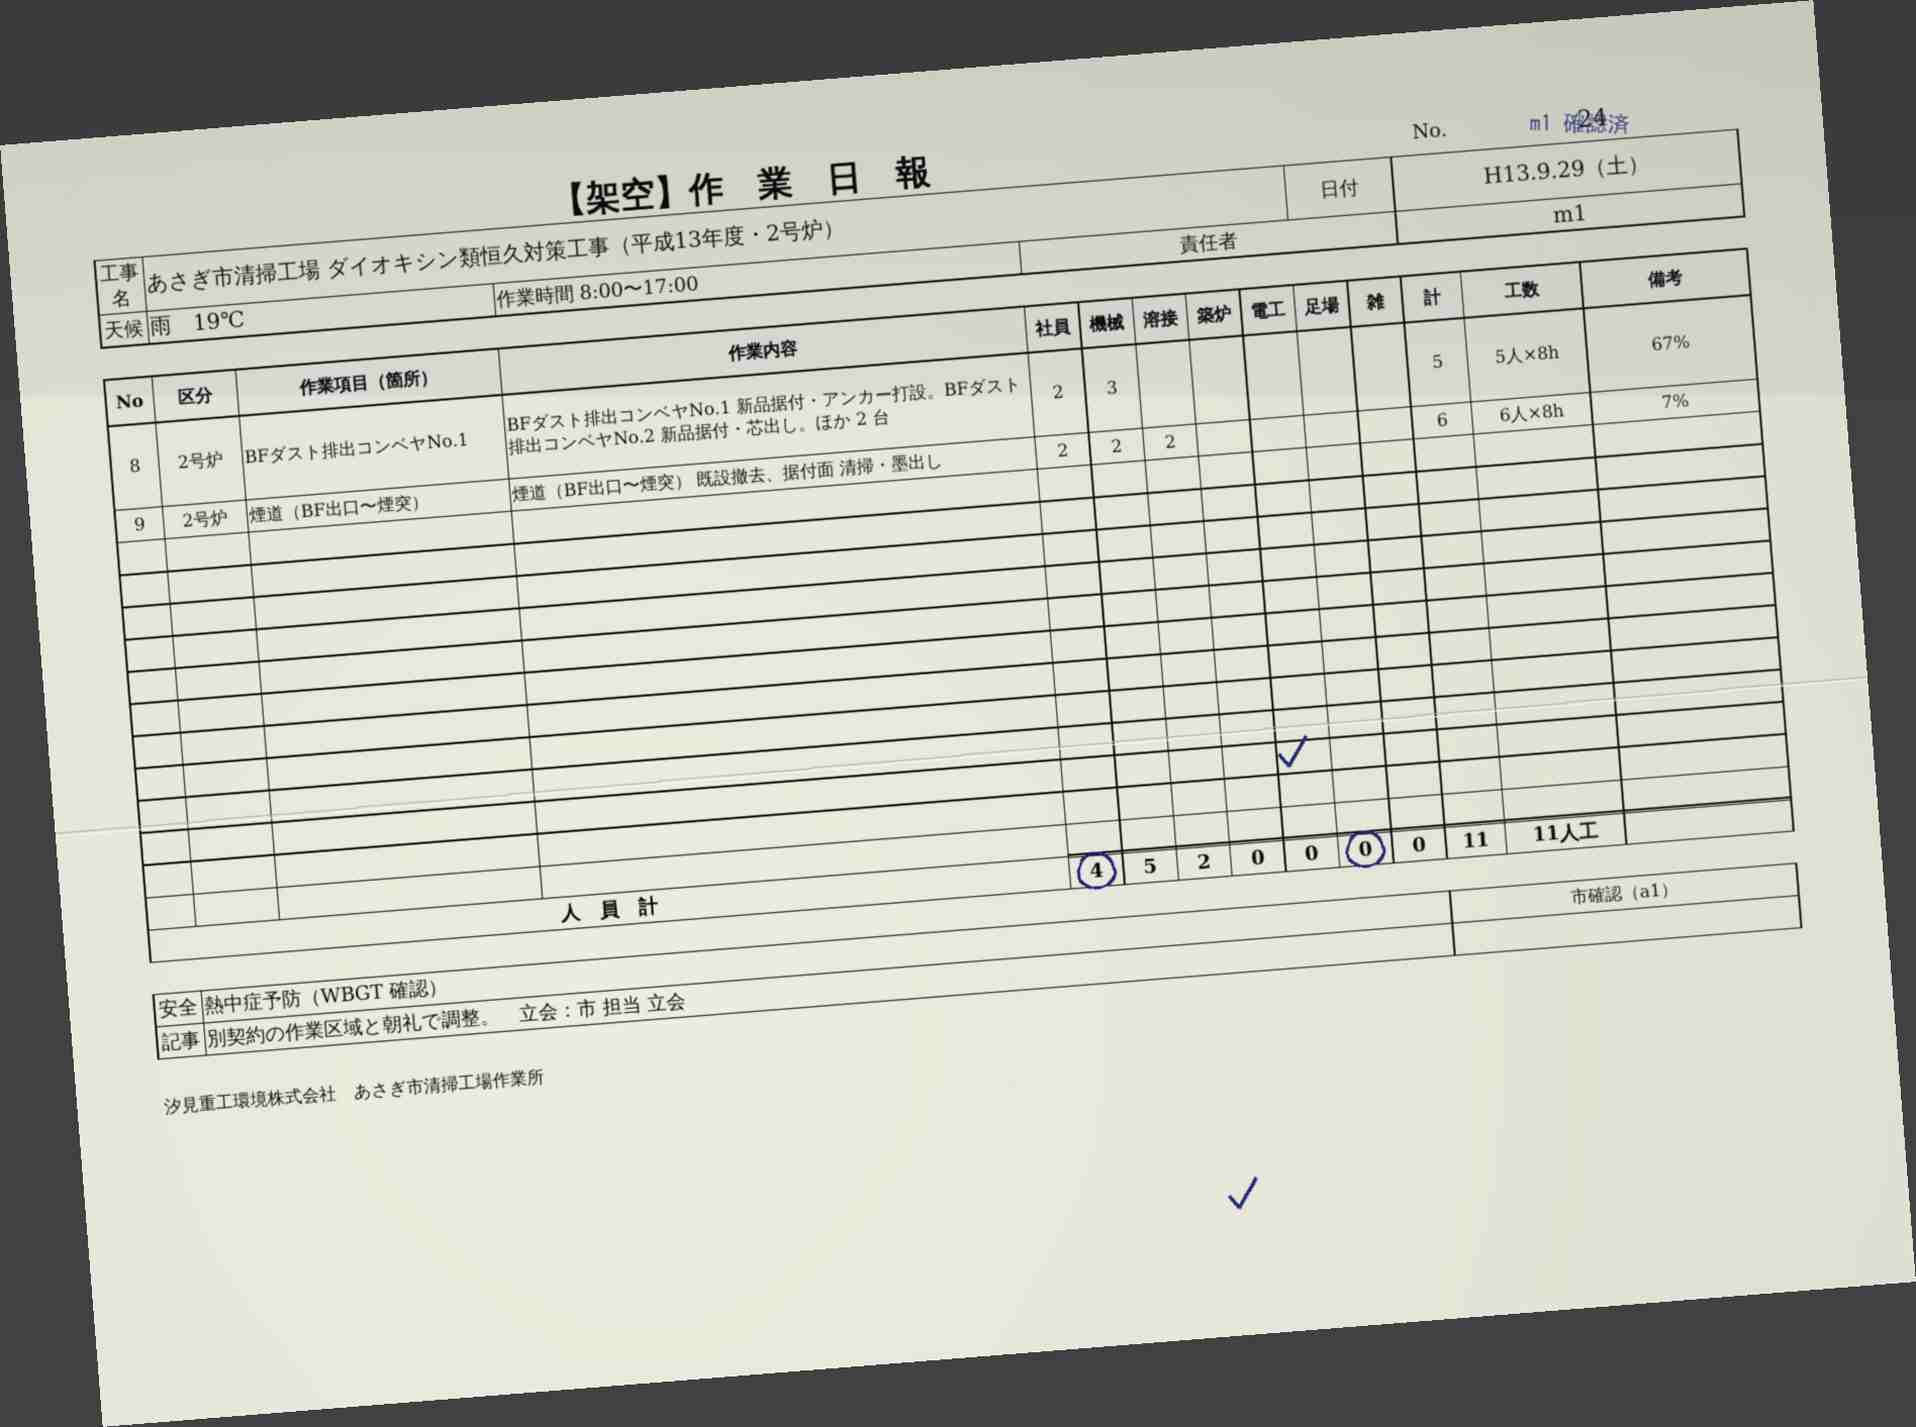 No. 24
m1 確認済
【架空】作 業 日 報
工事名 あさぎ市清掃工場 ダイオキシン類恒久対策工事（平成13年度・2号炉） 日付 H13.9.29（土）
天候 雨 19℃ 作業時間 8:00〜17:00 責任者 m1
No 区分 作業項目（箇所） 作業内容 社員 機械 溶接 築炉 電工 足場 雑 計 工数 備考
8 2号炉 BFダスト排出コンベヤNo.1 BFダスト排出コンベヤNo.1 新品据付・アンカー打設。BFダスト
排出コンベヤNo.2 新品据付・芯出し。ほか 2 台 2 3 5 5人×8h 67%
9 2号炉 煙道（BF出口〜煙突） 煙道（BF出口〜煙突） 既設撤去、据付面 清掃・墨出し 2 2 2 6 6人×8h 7%
人 員 計 4 5 2 0 0 0 0 11 11人工
安全 熱中症予防（WBGT 確認） 市確認（a1）
記事 別契約の作業区域と朝礼で調整。 立会：市 担当 立会
汐見重工環境株式会社 あさぎ市清掃工場作業所